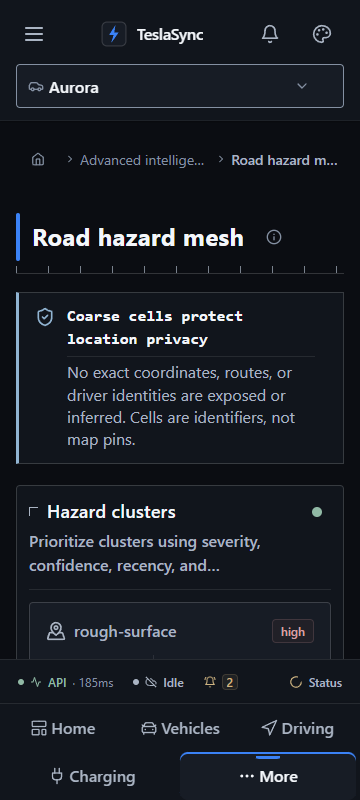 TeslaSync
Aurora
Advanced intellige... Road hazard m...
Road hazard mesh
Coarse cells protect
location privacy
No exact coordinates, routes, or
driver identities are exposed or
inferred. Cells are identifiers, not
map pins.
Hazard clusters
Prioritize clusters using severity,
confidence, recency, and...
rough-surface high
API · 185ms Idle 2 Status
Home Vehicles Driving
Charging More